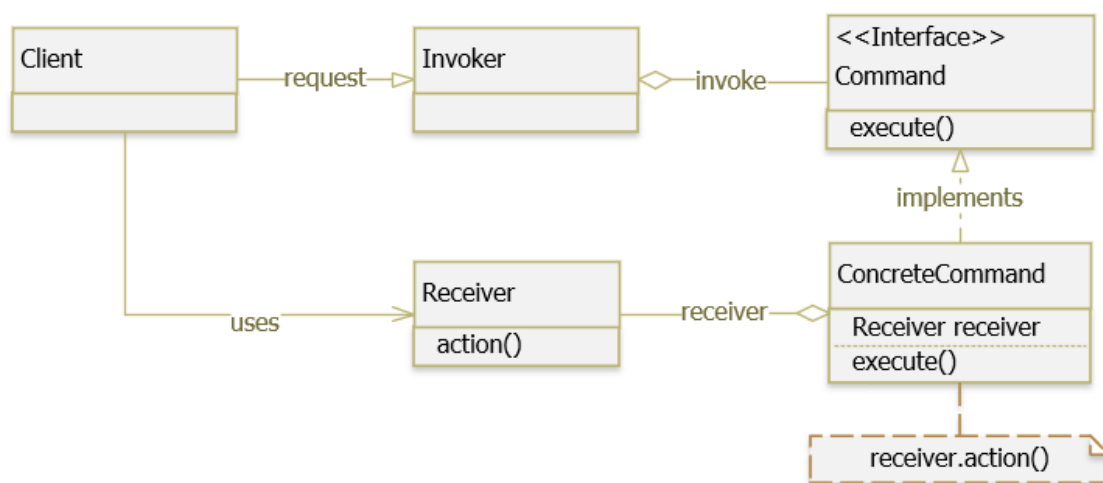 Client
request
Invoker
invoke
<<Interface>>
Command
execute()
implements
uses
Receiver
action()
receiver
ConcreteCommand
Receiver receiver
execute()
receiver.action()